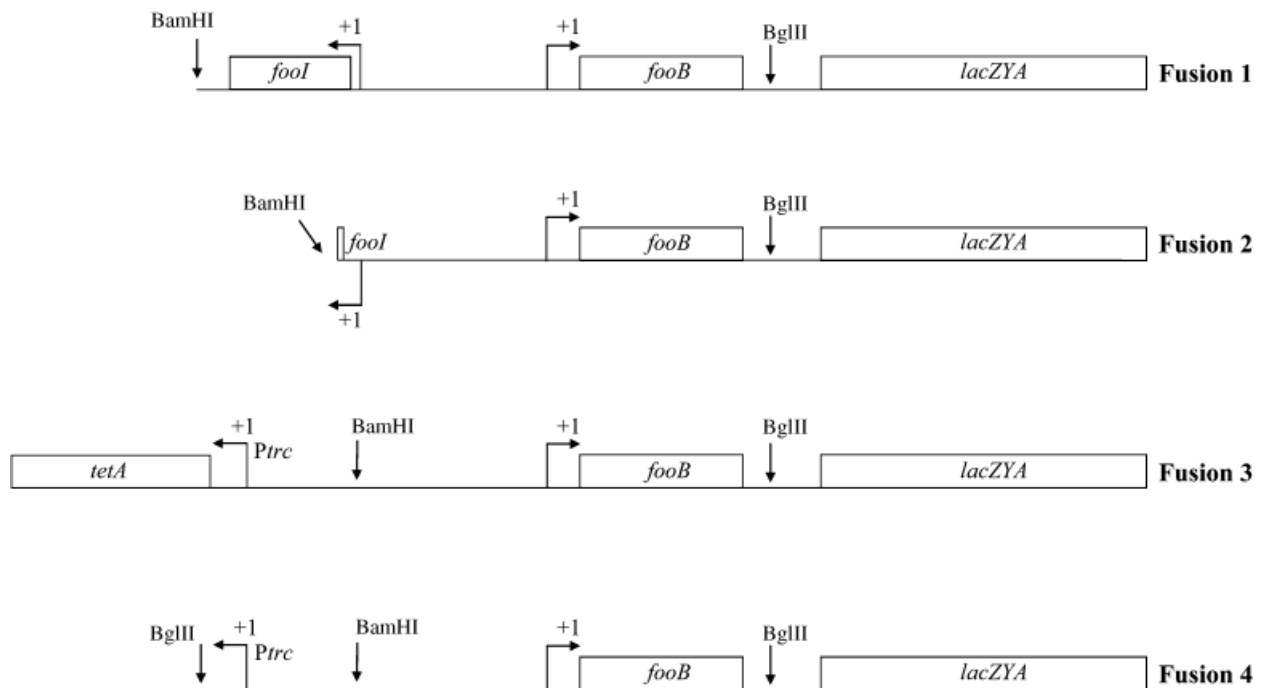 BamHI +1 +1 BglII
fooI fooB lacZYA Fusion 1
BamHI +1 BglII
fooI fooB lacZYA Fusion 2
+1
+1 Ptrc BamHI +1 BglII
tetA fooB lacZYA Fusion 3
BglII +1 Ptrc BamHI +1 BglII
fooB lacZYA Fusion 4